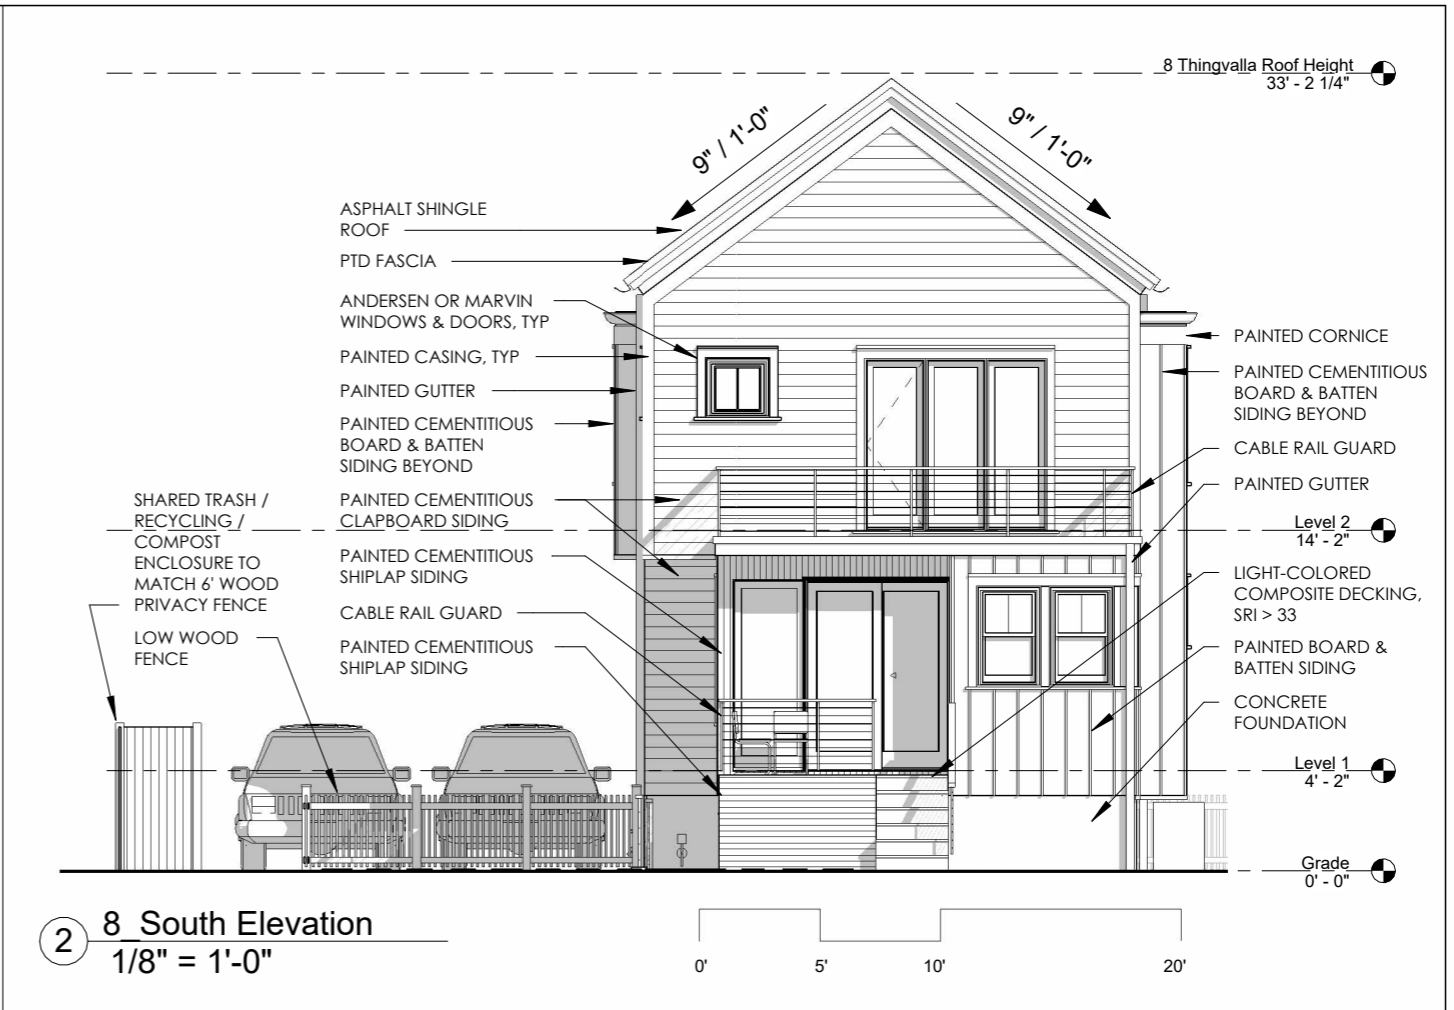 8 Thingvalla Roof Height
33' - 2 1/4"
9" / 1'-0"
9" / 1'-0"
ASPHALT SHINGLE
ROOF
PTD FASCIA
ANDERSEN OR MARVIN
WINDOWS & DOORS, TYP
PAINTED CASING, TYP
PAINTED GUTTER
PAINTED CEMENTITIOUS
BOARD & BATTEN
SIDING BEYOND
PAINTED CEMENTITIOUS
CLAPBOARD SIDING
PAINTED CEMENTITIOUS
SHIPLAP SIDING
CABLE RAIL GUARD
PAINTED CEMENTITIOUS
SHIPLAP SIDING
SHARED TRASH /
RECYCLING /
COMPOST
ENCLOSURE TO
MATCH 6' WOOD
PRIVACY FENCE
LOW WOOD
FENCE
PAINTED CORNICE
PAINTED CEMENTITIOUS
BOARD & BATTEN
SIDING BEYOND
CABLE RAIL GUARD
PAINTED GUTTER
Level 2
14' - 2"
LIGHT-COLORED
COMPOSITE DECKING,
SRI > 33
PAINTED BOARD &
BATTEN SIDING
CONCRETE
FOUNDATION
Level 1
4' - 2"
Grade
0' - 0"
2
8_South Elevation
1/8" = 1'-0"
0'
5'
10'
20'